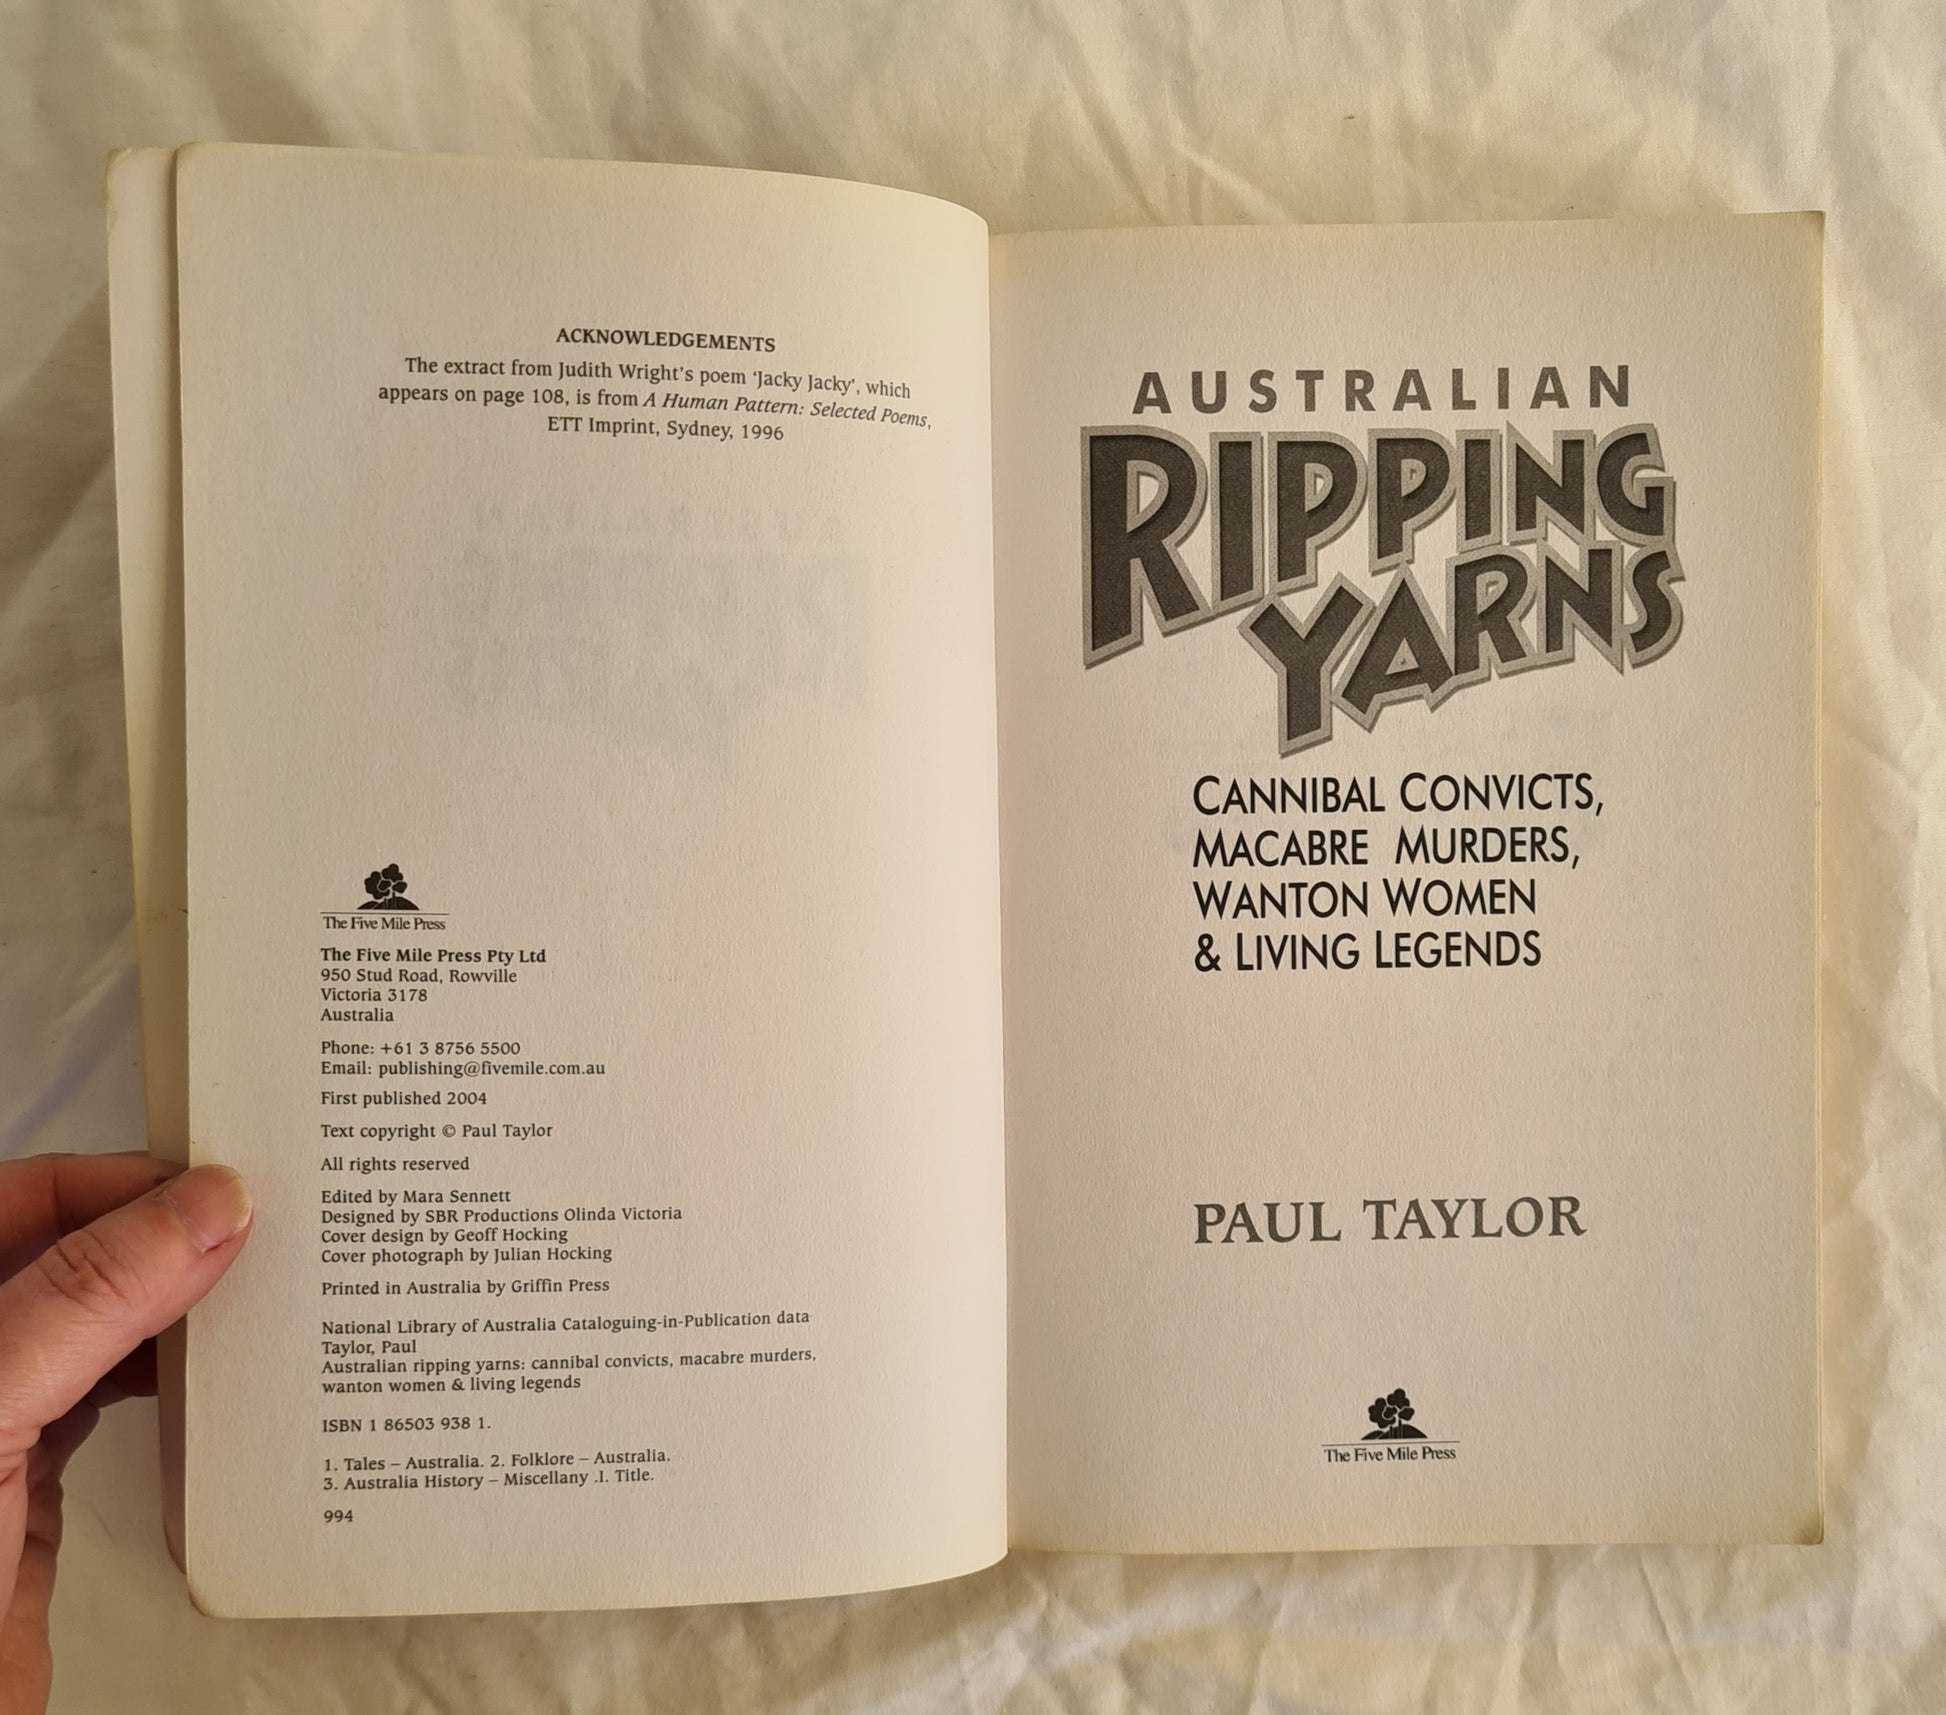 ACKNOWLEDGEMENTS
The extract from Judith Wright's poem 'Jacky Jacky', which
appears on page 108, is from A Human Pattern: Selected Poems,
ETT Imprint, Sydney, 1996
The Five Mile Press
The Five Mile Press Pty Ltd
950 Stud Road, Rowville
Victoria 3178
Australia
Phone: +61 3 8756 5500
Email: publishing@fivemile.com.au
First published 2004
Text copyright © Paul Taylor
All rights reserved
Edited by Mara Sennett
Designed by SBR Productions Olinda Victoria
Cover design by Geoff Hocking
Cover photograph by Julian Hocking
Printed in Australia by Griffin Press
National Library of Australia Cataloguing-in-Publication data
Taylor, Paul
Australian ripping yarns: cannibal convicts, macabre murders,
wanton women & living legends
ISBN 1 86503 938 1.
1. Tales – Australia. 2. Folklore – Australia.
3. Australia History – Miscellany .I. Title.
994
AUSTRALIAN
RIPPING
YARNS
CANNIBAL CONVICTS,
MACABRE MURDERS,
WANTON WOMEN
& LIVING LEGENDS
PAUL TAYLOR
The Five Mile Press